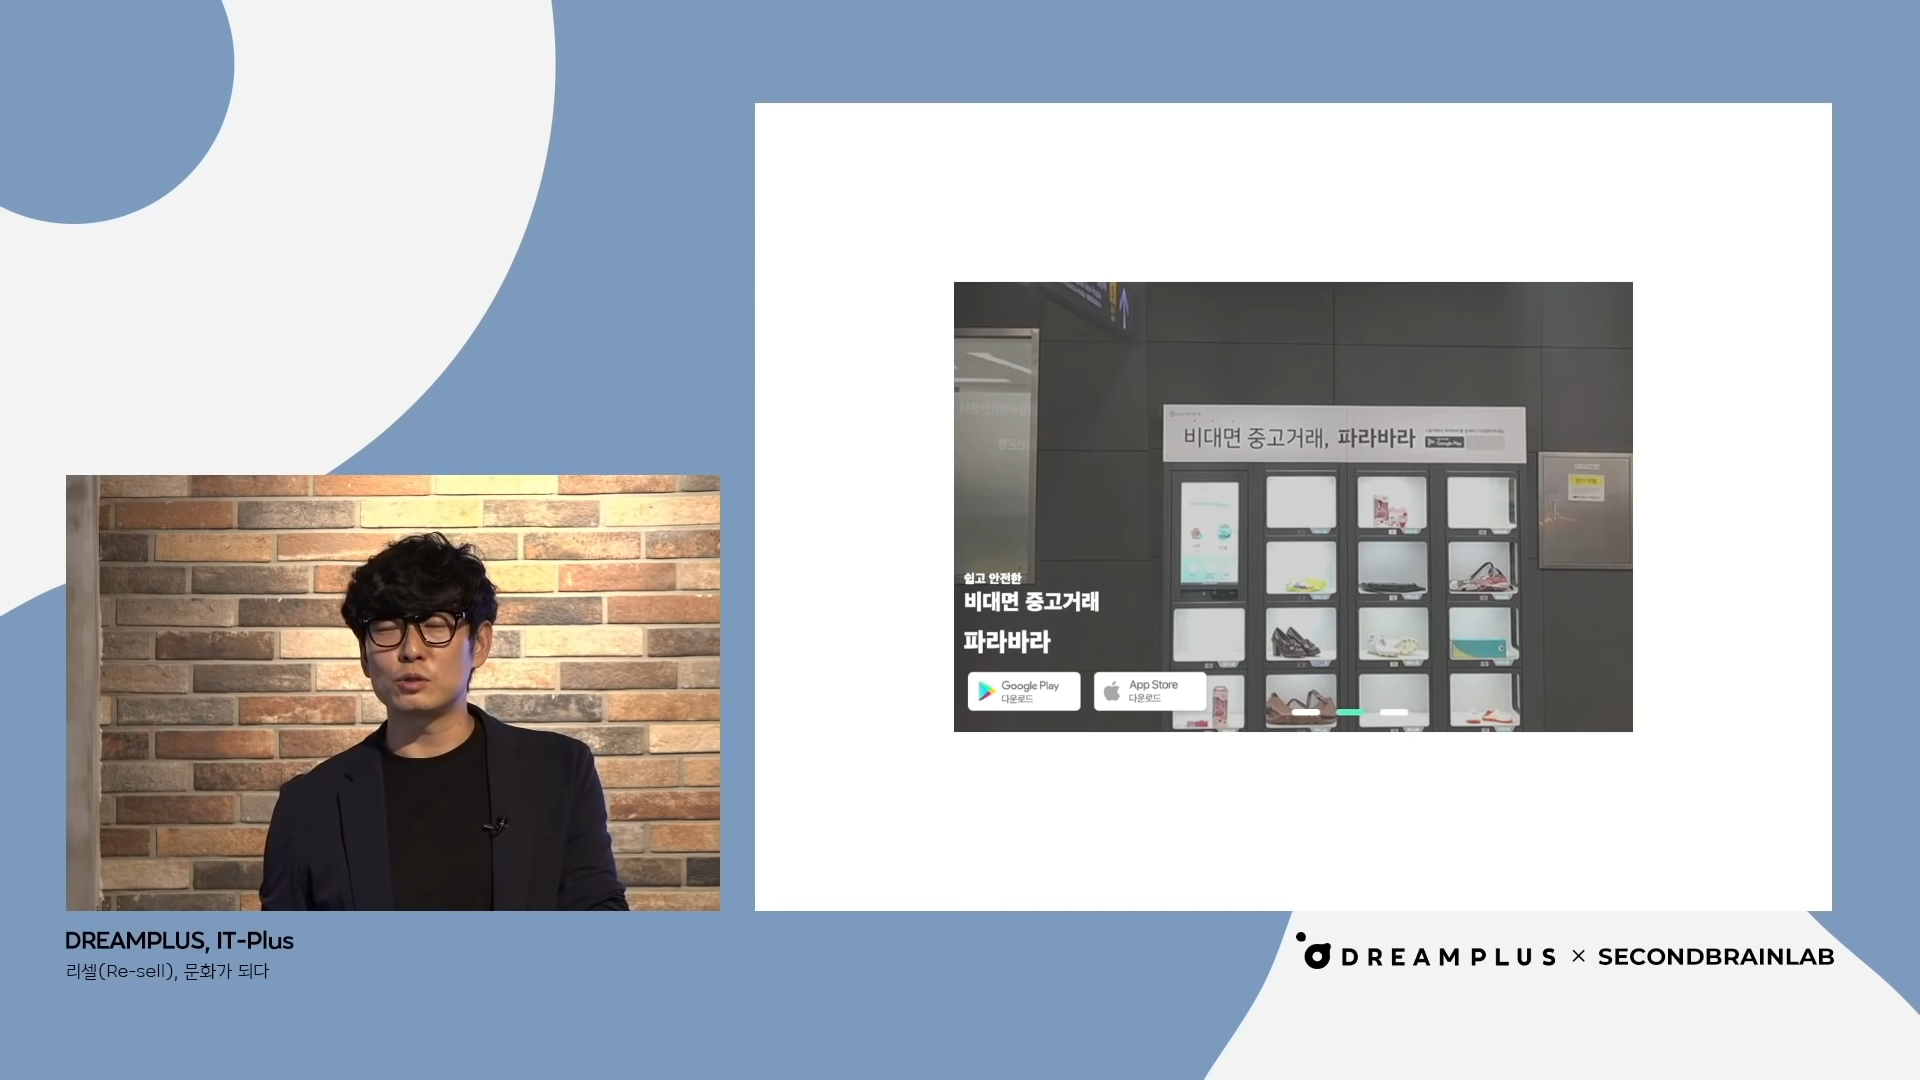 비대면 중고거래, 파라바라
Google Play
쉽고 안전한
비대면 중고거래
파라바라
Google Play
다운로드
App Store
다운로드
DREAMPLUS, IT-Plus
리셀(Re-sell), 문화가 되다
DREAMPLUS × SECONDBRAINLAB